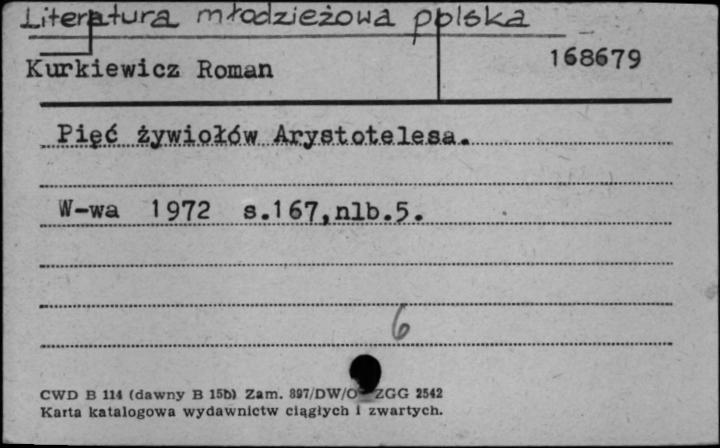 Literatura młodzieżowa polska
Kurkiewicz Roman 168679
Pięć żywiołów Arystotelesa.
W-wa 1972 s.167,nlb.5.
6
CWD B 114 (dawny B 15b) Zam. 897/DW/O ZGG 2542
Karta katalogowa wydawnictw ciągłych i zwartych.